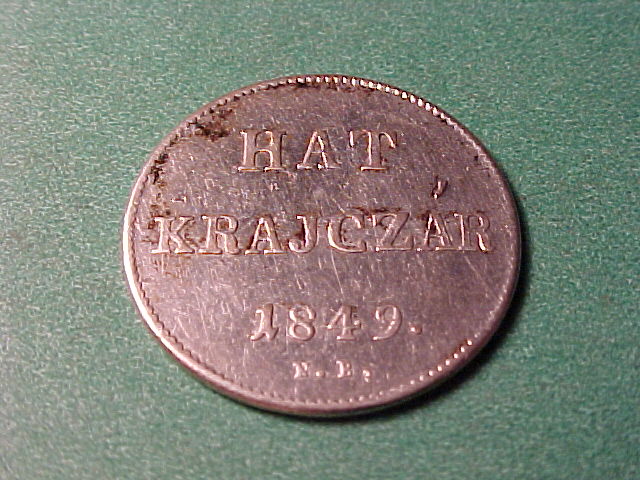 HAT
KRAJCZÁR
1849.
N.B.